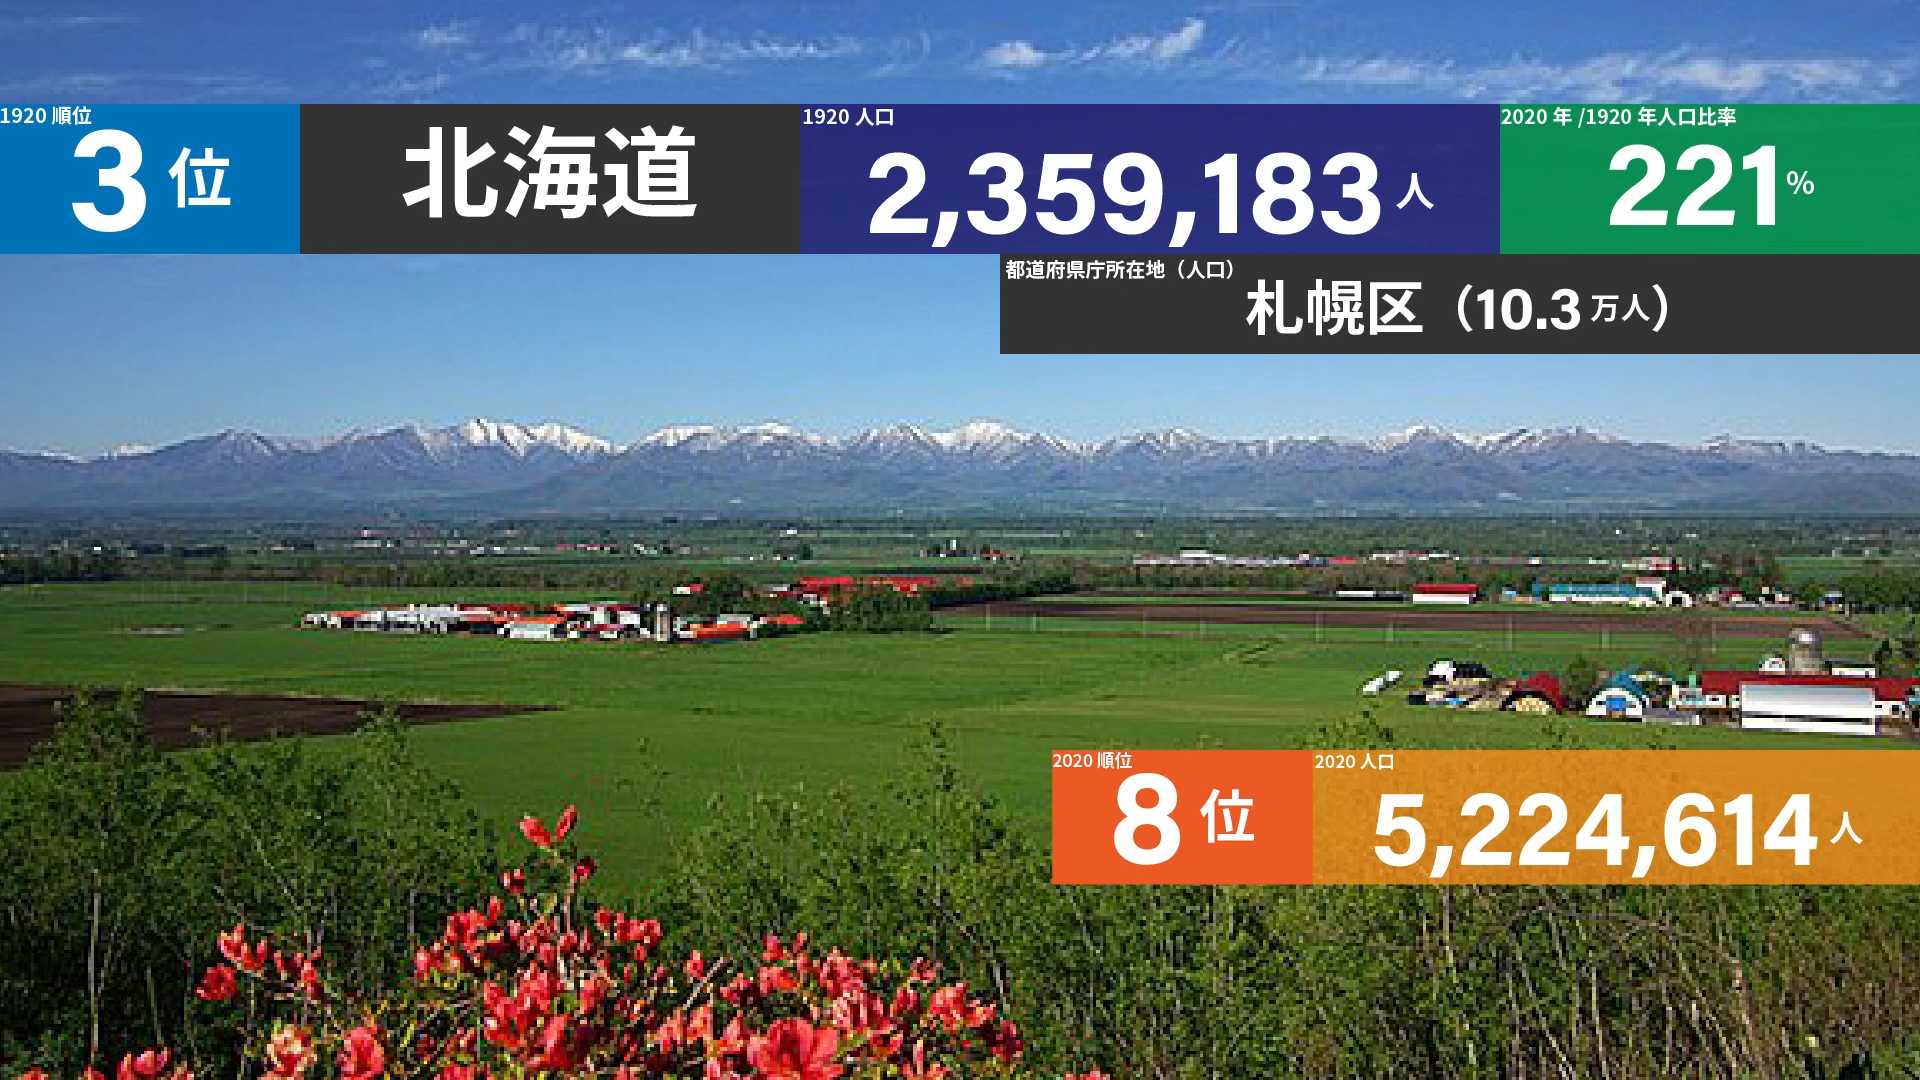 1920 順位
3 位
北海道
1920 人口
2,359,183 人
2020 年 /1920 年人口比率
221%
都道府県庁所在地（人口）
札幌区（10.3 万人）
2020 順位
8 位
2020 人口
5,224,614 人